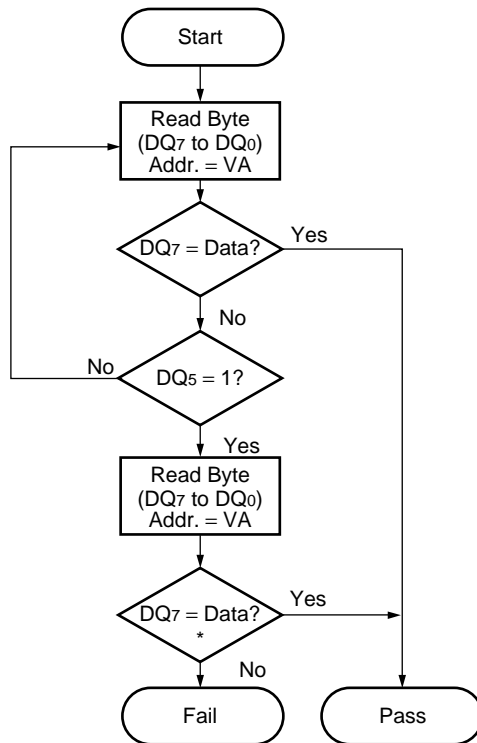 Start
Read Byte
(DQ7 to DQ0)
Addr. = VA
DQ7 = Data?
Yes
No
No
DQ5 = 1?
Yes
Read Byte
(DQ7 to DQ0)
Addr. = VA
DQ7 = Data?
*
Yes
No
Fail
Pass